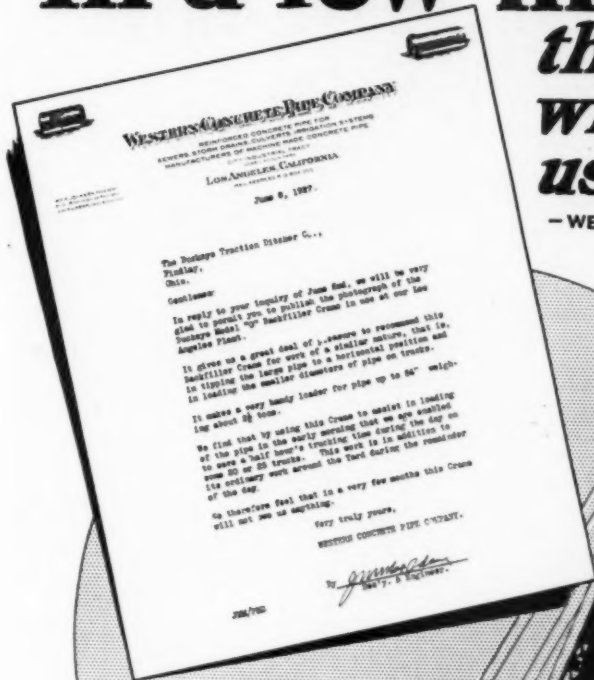 in a few
th
w
us
– WE
WESTERN CONCRETE PIPE COMPANY
REINFORCED CONCRETE PIPE FOR
SEWERS·STORM DRAINS·CULVERTS·IRRIGATION SYSTEMS
MANUFACTURERS OF MACHINE MADE CONCRETE PIPE
CITY INDUSTRIAL TRACT
LOS ANGELES, CALIFORNIA
June 6, 1927.
The Buckeye Traction Ditcher Co.,
Findlay,
Ohio.
Gentlemen:
In reply to your inquiry of June 2nd, we will be very
glad to permit you to publish the photograph of the
Buckeye Model "O" Backfiller Crane in use at our Los
Angeles Plant.
It gives us a great deal of pleasure to recommend this
Backfiller Crane for work of a similar nature, that is,
in tipping the large pipe to a horizontal position and
in loading the smaller diameters of pipe on trucks.
It makes a very handy loader for pipe up to 54" weigh-
ing about 2½ tons.
We find that by using this Crane to assist in loading
of the pipe in the early morning that we are enabled
to save a half hour's trucking time during the day on
some 20 or 25 trucks. This work is in addition to
its ordinary work around the Yard during the remainder
of the day.
We therefore feel that in a very few months this Crane
will not owe us anything.
Very truly yours,
WESTERN CONCRETE PIPE COMPANY.
By
Sec'y. & Engineer.